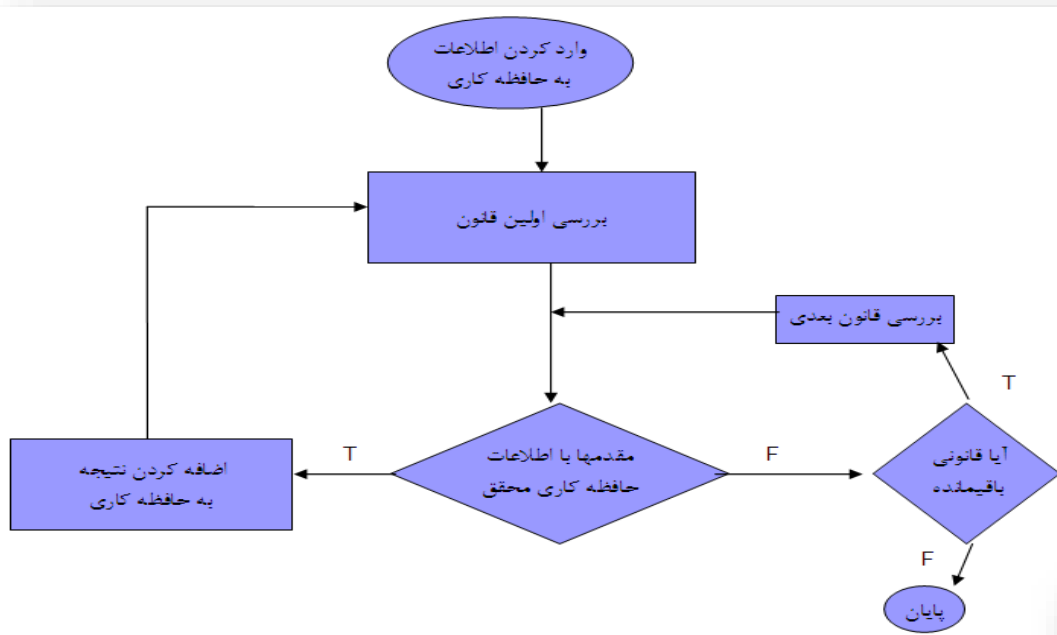 وارد کردن اطلاعات
به حافظه کاری
بررسی اولین قانون
بررسی قانون بعدی
T
آیا قانونی
باقیمانده
F
مقدمها با اطلاعات
حافظه کاری محقق
T
اضافه کردن نتیجه
به حافظه کاری
F
پایان